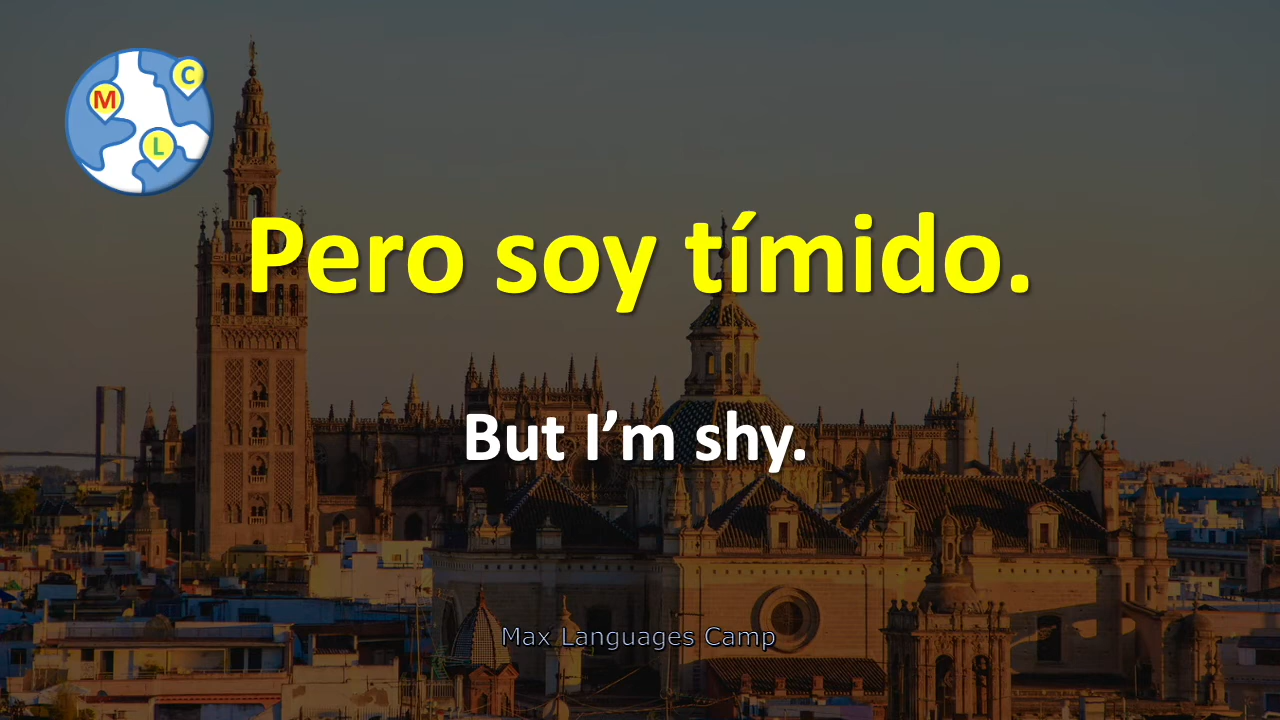 C
M
L
Pero soy tímido.
But I’m shy.
Max Languages Camp